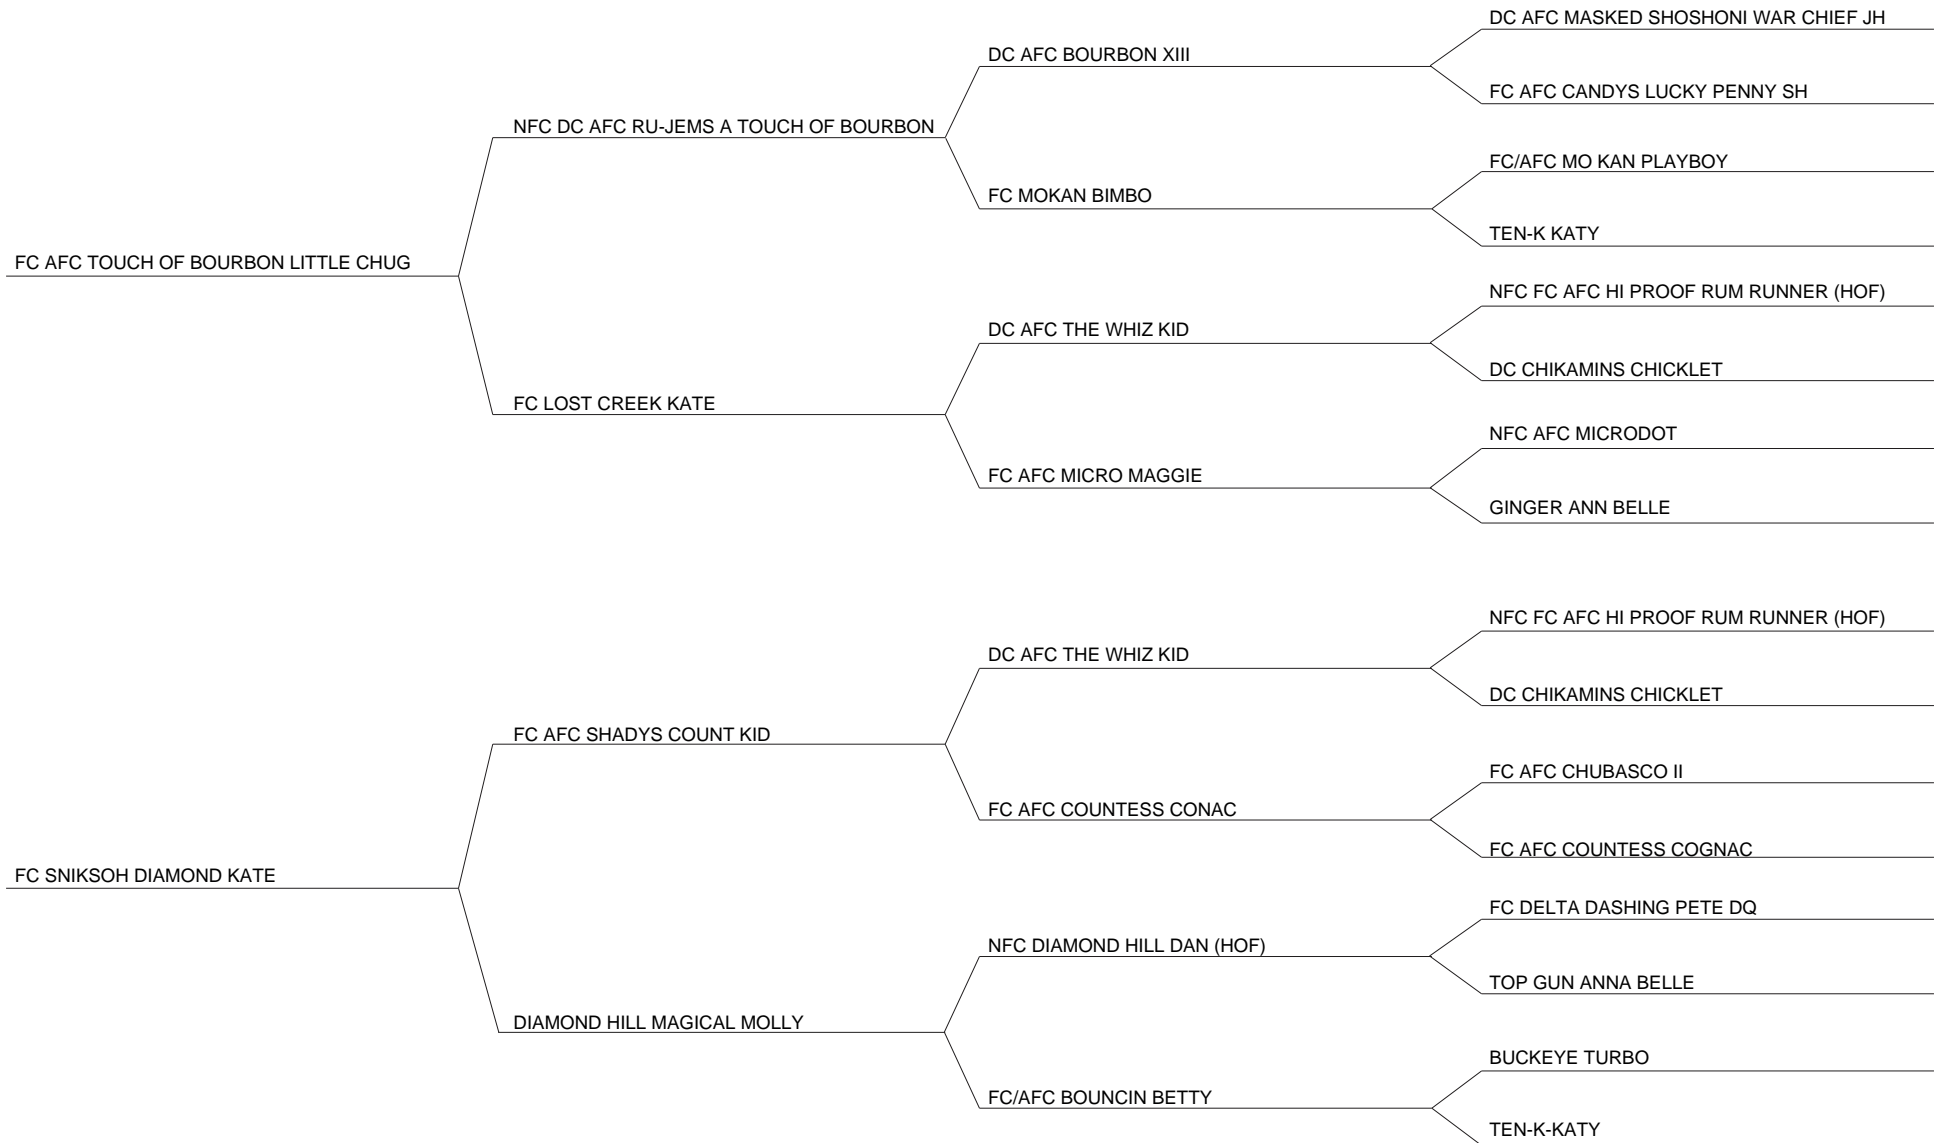 DC AFC MASKED SHOSHONI WAR CHIEF JH
DC AFC BOURBON XIII
FC AFC CANDYS LUCKY PENNY SH
NFC DC AFC RU-JEMS A TOUCH OF BOURBON
FC/AFC MO KAN PLAYBOY
FC MOKAN BIMBO
TEN-K KATY
FC AFC TOUCH OF BOURBON LITTLE CHUG
NFC FC AFC HI PROOF RUM RUNNER (HOF)
DC AFC THE WHIZ KID
DC CHIKAMINS CHICKLET
FC LOST CREEK KATE
NFC AFC MICRODOT
FC AFC MICRO MAGGIE
GINGER ANN BELLE
NFC FC AFC HI PROOF RUM RUNNER (HOF)
DC AFC THE WHIZ KID
DC CHIKAMINS CHICKLET
FC AFC SHADYS COUNT KID
FC AFC CHUBASCO II
FC AFC COUNTESS CONAC
FC AFC COUNTESS COGNAC
FC SNIKSOH DIAMOND KATE
FC DELTA DASHING PETE DQ
NFC DIAMOND HILL DAN (HOF)
TOP GUN ANNA BELLE
DIAMOND HILL MAGICAL MOLLY
BUCKEYE TURBO
FC/AFC BOUNCIN BETTY
TEN-K-KATY